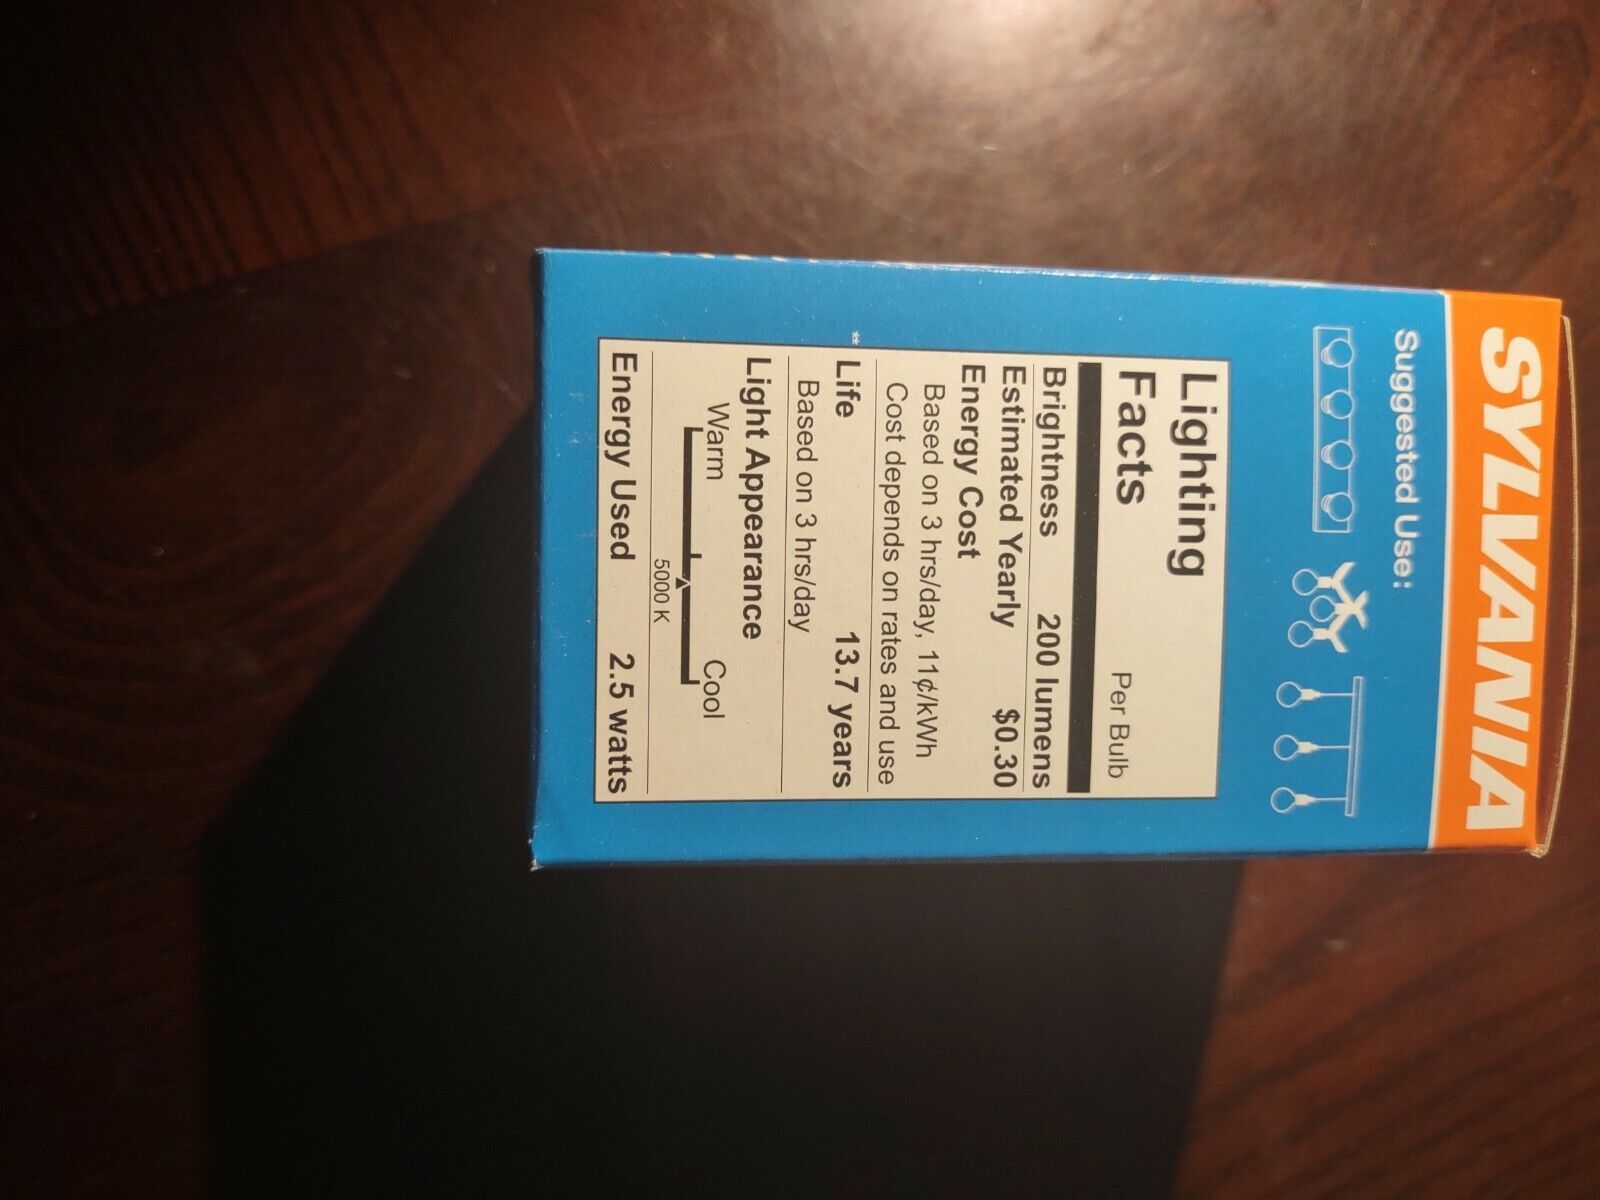 SYLVANIA
Suggested Use:
Lighting
Facts Per Bulb
Brightness 200 lumens
Estimated Yearly
Energy Cost $0.30
Based on 3 hrs/day, 11¢/kWh
Cost depends on rates and use
** Life 13.7 years
Based on 3 hrs/day
Light Appearance
Warm Cool
5000 K
Energy Used 2.5 watts